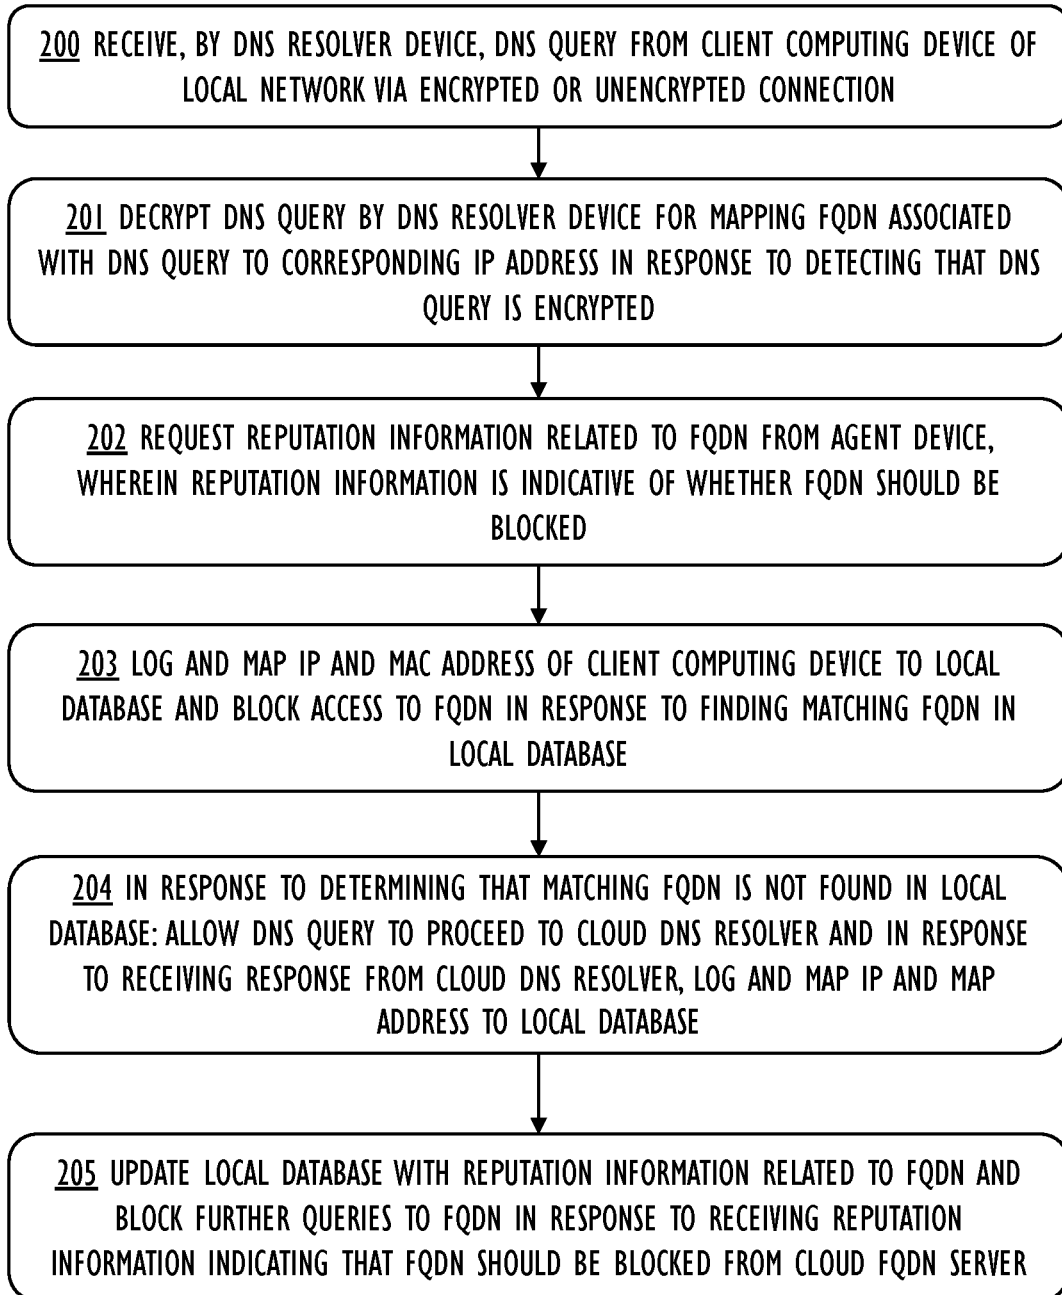 200 RECEIVE, BY DNS RESOLVER DEVICE, DNS QUERY FROM CLIENT COMPUTING DEVICE OF
LOCAL NETWORK VIA ENCRYPTED OR UNENCRYPTED CONNECTION
201 DECRYPT DNS QUERY BY DNS RESOLVER DEVICE FOR MAPPING FQDN ASSOCIATED
WITH DNS QUERY TO CORRESPONDING IP ADDRESS IN RESPONSE TO DETECTING THAT DNS
QUERY IS ENCRYPTED
202 REQUEST REPUTATION INFORMATION RELATED TO FQDN FROM AGENT DEVICE,
WHEREIN REPUTATION INFORMATION IS INDICATIVE OF WHETHER FQDN SHOULD BE
BLOCKED
203 LOG AND MAP IP AND MAC ADDRESS OF CLIENT COMPUTING DEVICE TO LOCAL
DATABASE AND BLOCK ACCESS TO FQDN IN RESPONSE TO FINDING MATCHING FQDN IN
LOCAL DATABASE
204 IN RESPONSE TO DETERMINING THAT MATCHING FQDN IS NOT FOUND IN LOCAL
DATABASE: ALLOW DNS QUERY TO PROCEED TO CLOUD DNS RESOLVER AND IN RESPONSE
TO RECEIVING RESPONSE FROM CLOUD DNS RESOLVER, LOG AND MAP IP AND MAP
ADDRESS TO LOCAL DATABASE
205 UPDATE LOCAL DATABASE WITH REPUTATION INFORMATION RELATED TO FQDN AND
BLOCK FURTHER QUERIES TO FQDN IN RESPONSE TO RECEIVING REPUTATION
INFORMATION INDICATING THAT FQDN SHOULD BE BLOCKED FROM CLOUD FQDN SERVER